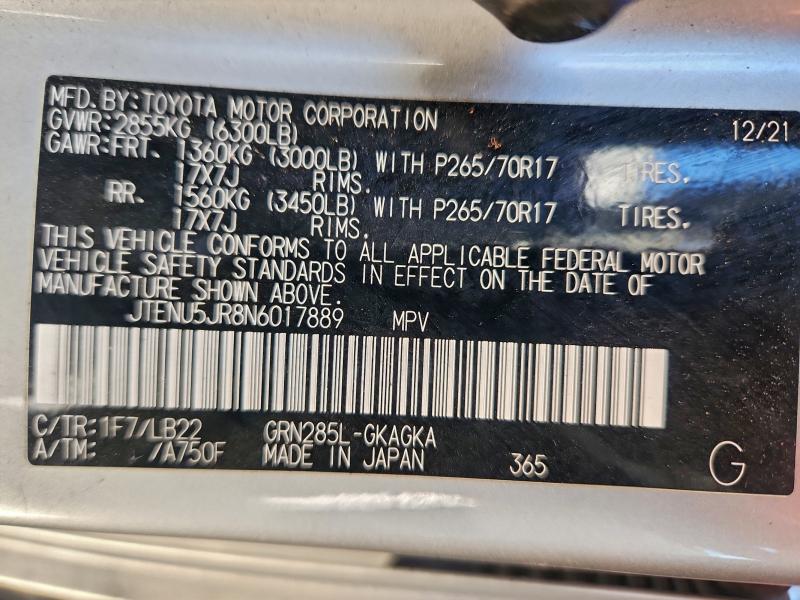 MFD. BY: TOYOTA MOTOR CORPORATION 12/21
GVWR: 2855KG (6300LB)
GAWR: FRT. 1360KG (3000LB) WITH P265/70R17 TIRES.
17X7J RIMS.
RR. 1560KG (3450LB) WITH P265/70R17 TIRES.
17X7J RIMS.
THIS VEHICLE CONFORMS TO ALL APPLICABLE FEDERAL MOTOR
VEHICLE SAFETY STANDARDS IN EFFECT ON THE DATE OF
MANUFACTURE SHOWN ABOVE.
JTENU5JR8N6017889 MPV
C/TR: 1F7/LB22 GRN285L-GKAGKA
A/TM: /A750F MADE IN JAPAN 365 G